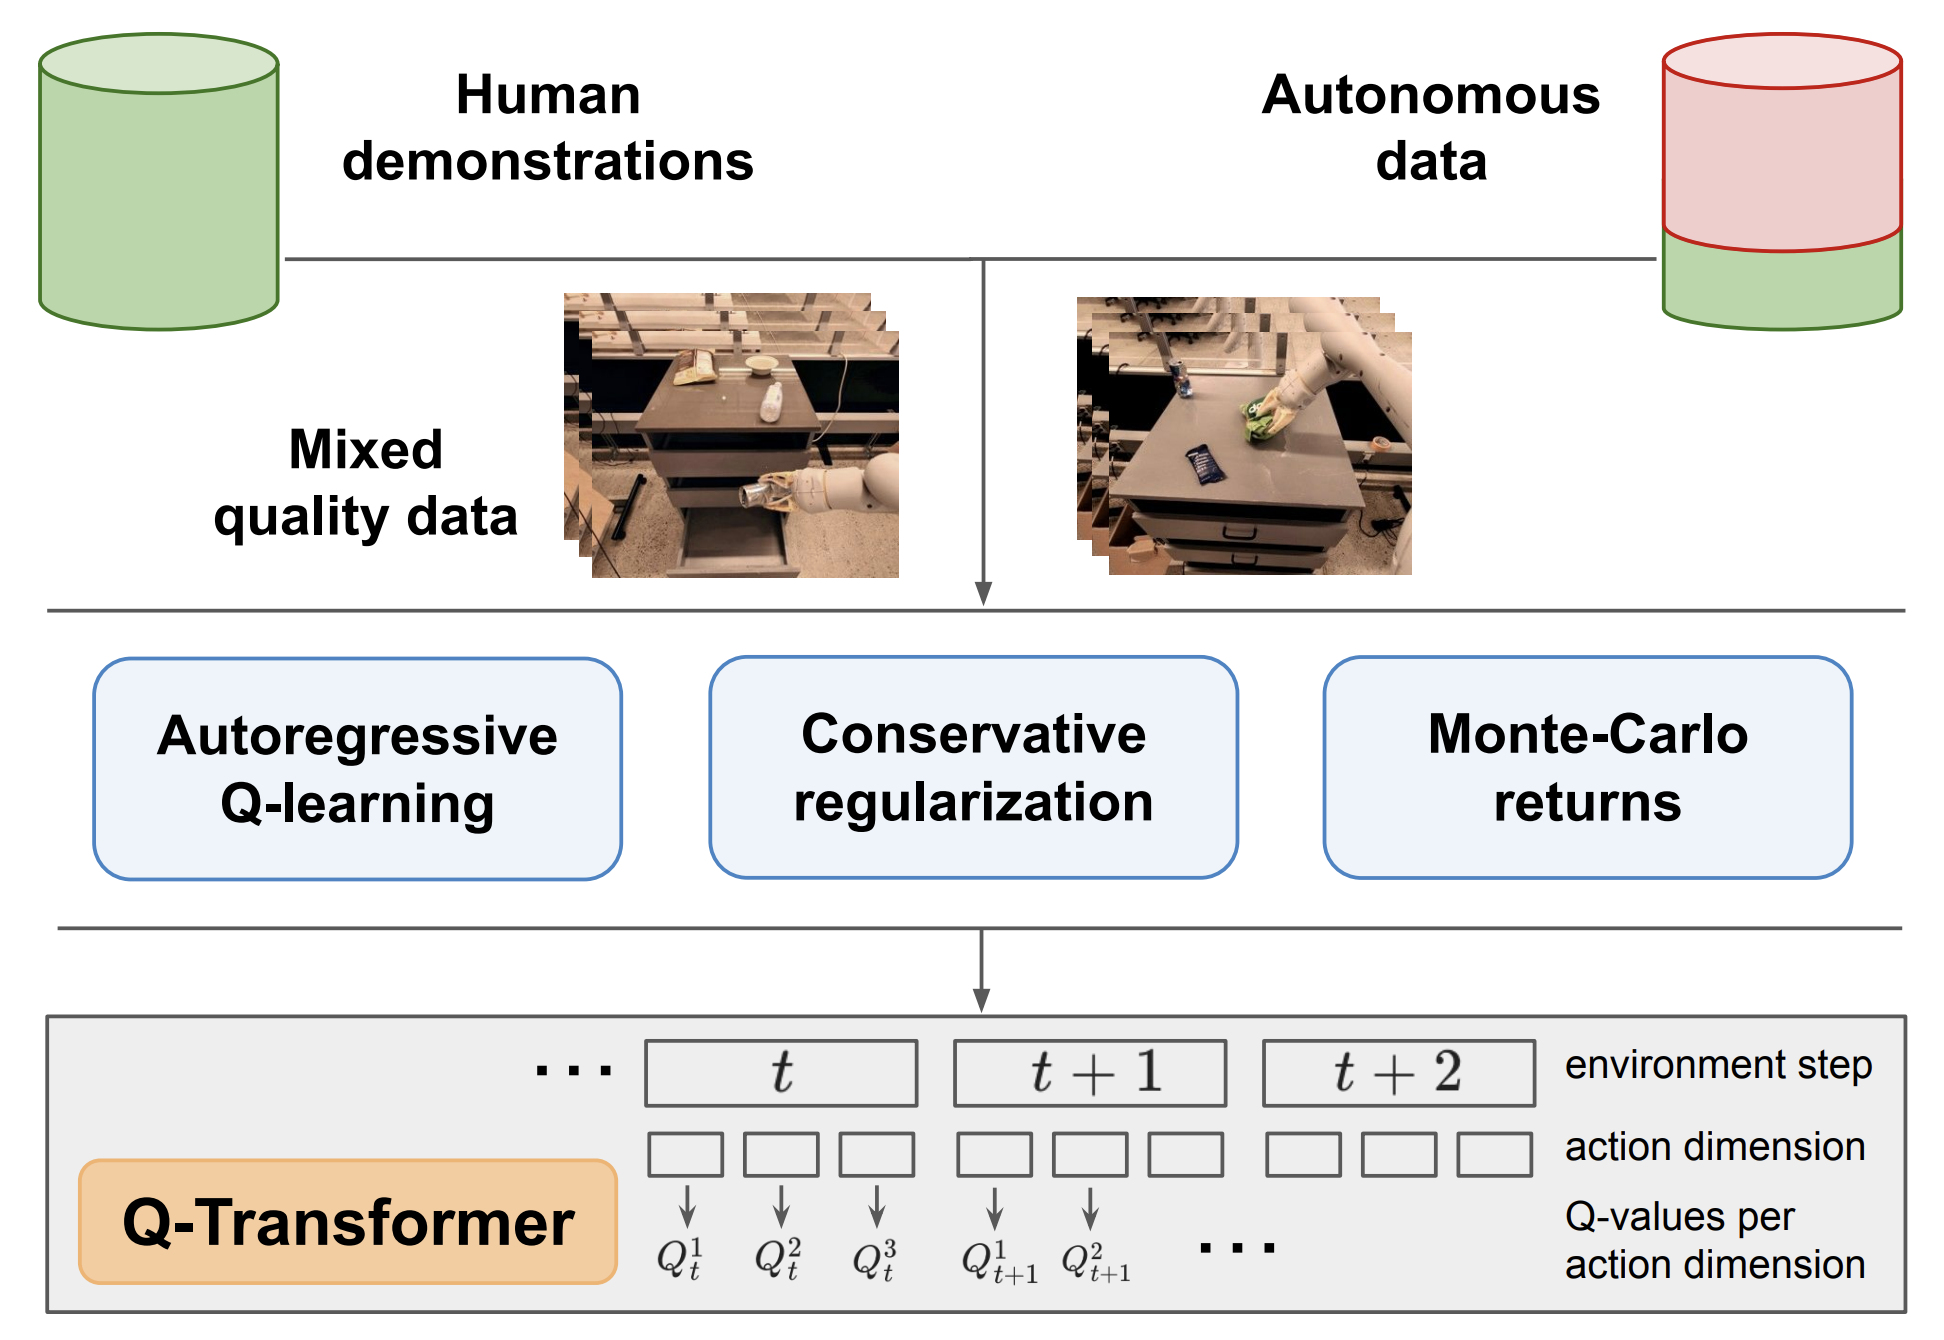 Human
demonstrations
Autonomous
data
Mixed
quality data
Autoregressive
Q-learning
Conservative
regularization
Monte-Carlo
returns
... t t + 1 t + 2 environment step
action dimension
Q-Transformer
Q_t^1 Q_t^2 Q_t^3 Q_{t+1}^1 Q_{t+1}^2 ...
Q-values per
action dimension